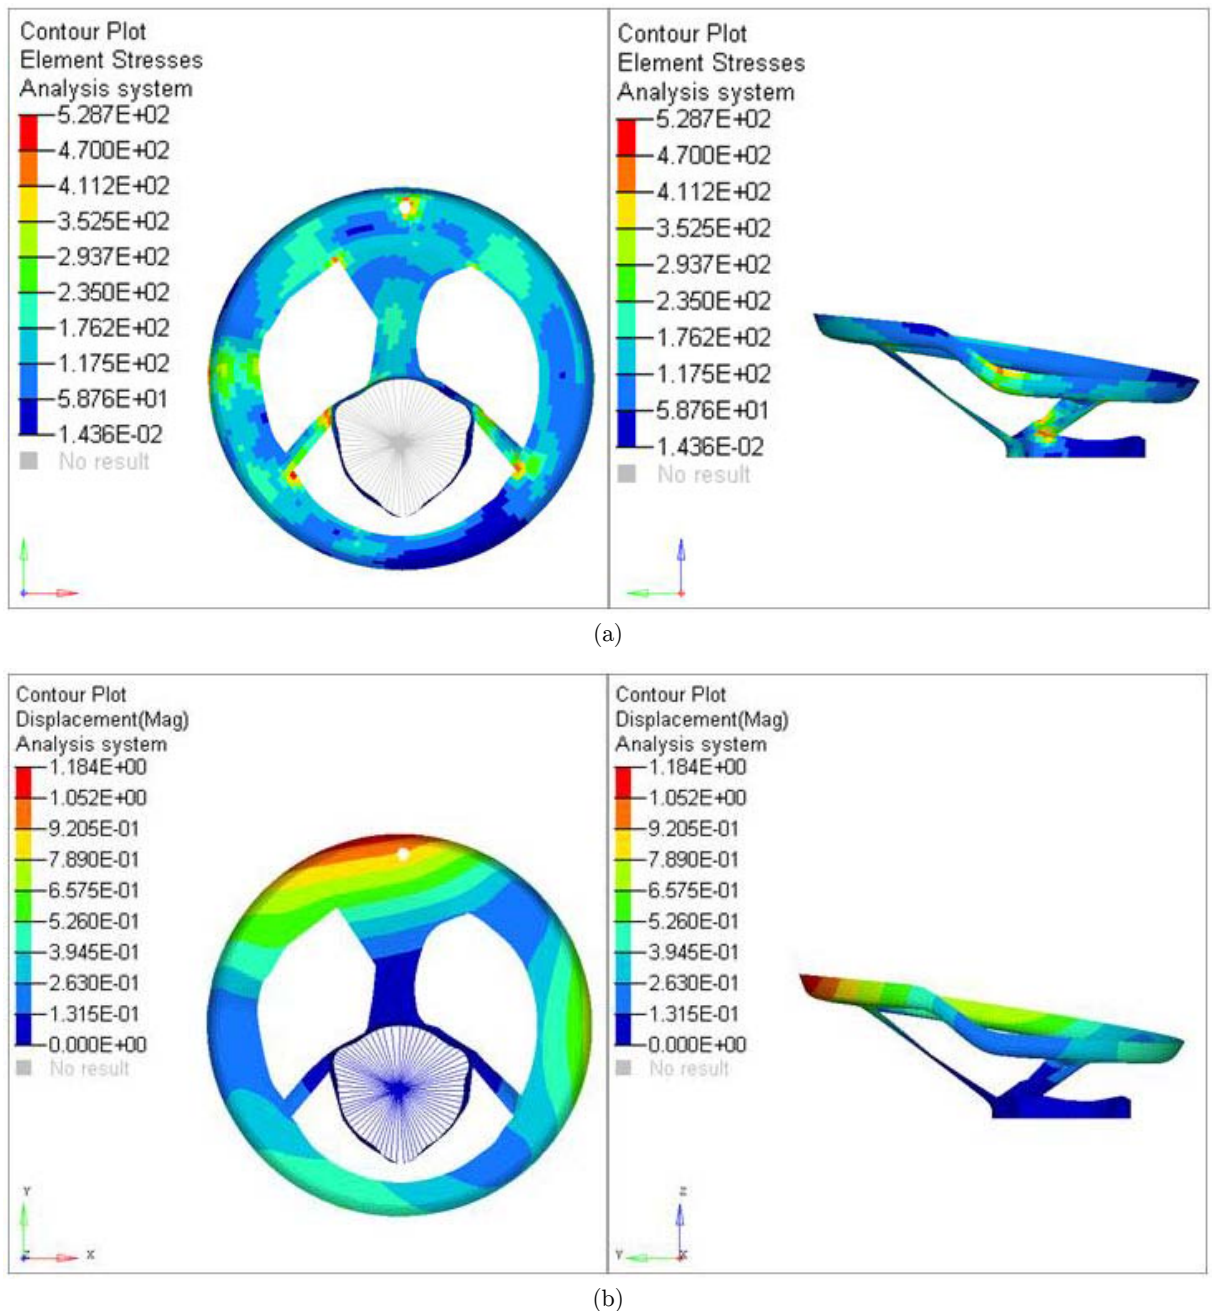 Contour Plot
Element Stresses
Analysis system
5.287E+02
4.700E+02
4.112E+02
3.525E+02
2.937E+02
2.350E+02
1.762E+02
1.175E+02
5.876E+01
1.436E-02
No result
Contour Plot
Element Stresses
Analysis system
5.287E+02
4.700E+02
4.112E+02
3.525E+02
2.937E+02
2.350E+02
1.762E+02
1.175E+02
5.876E+01
1.436E-02
No result
(a)
Contour Plot
Displacement(Mag)
Analysis system
1.184E+00
1.052E+00
9.205E-01
7.890E-01
6.575E-01
5.260E-01
3.945E-01
2.630E-01
1.315E-01
0.000E+00
No result
Y
Z
X
Contour Plot
Displacement(Mag)
Analysis system
1.184E+00
1.052E+00
9.205E-01
7.890E-01
6.575E-01
5.260E-01
3.945E-01
2.630E-01
1.315E-01
0.000E+00
No result
Z
Y
X
(b)